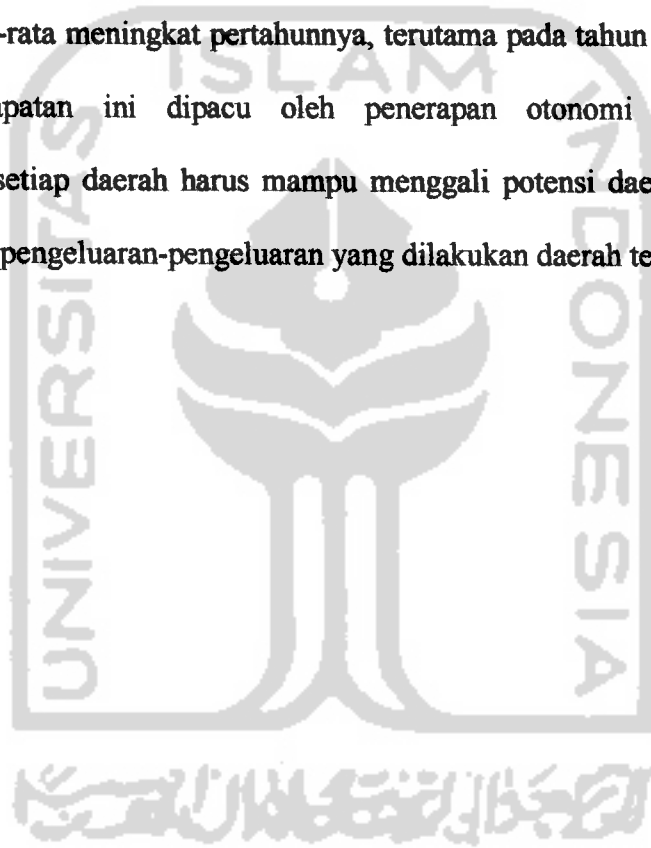 -rata meningkat pertahunnya, terutama pada tahun
apatan ini dipacu oleh penerapan otonomi
setiap daerah harus mampu menggali potensi dae
pengeluaran-pengeluaran yang dilakukan daerah te
ISLAM
UNIVERSITAS
INDONESIA